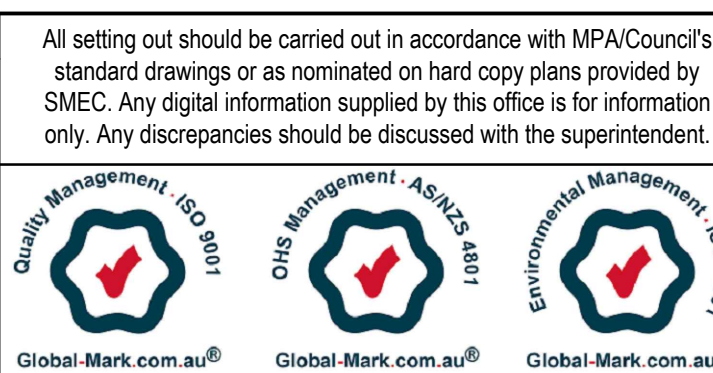 All setting out should be carried out in accordance with MPA/Council's
standard drawings or as nominated on hard copy plans provided by
SMEC. Any digital information supplied by this office is for information
only. Any discrepancies should be discussed with the superintendent.
Quality Management · ISO 9001
OHS Management · AS/NZS 4801
Environmental Management ·
Global-Mark.com.au®
Global-Mark.com.au®
Global-Mark.com.au